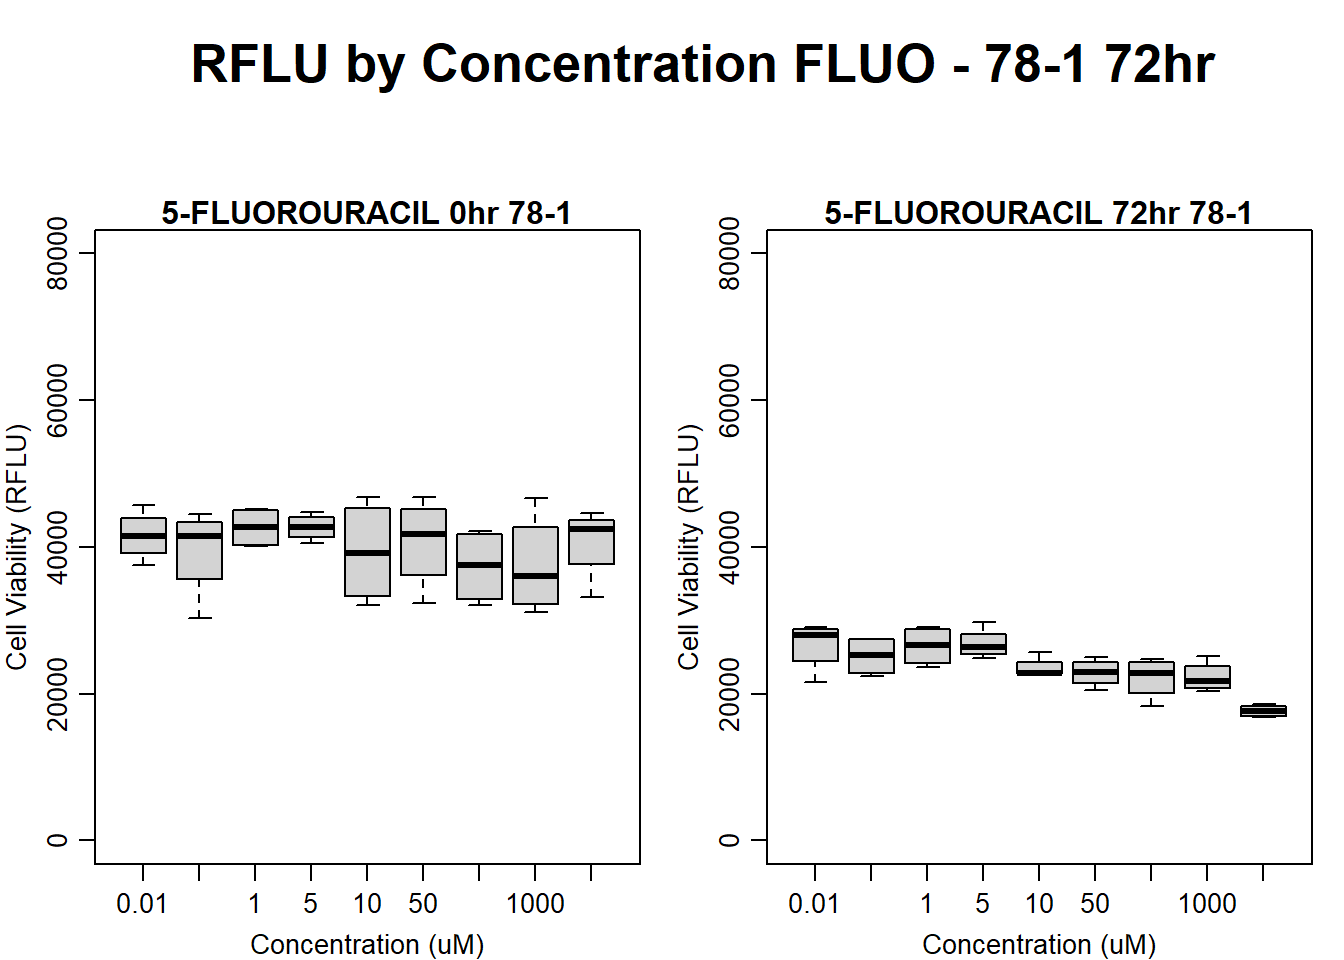 RFLU by Concentration FLUO - 78-1 72hr
5-FLUOROURACIL 0hr 78-1
Cell Viability (RFLU)
80000
60000
40000
20000
0
0.01 1 5 10 50 1000
Concentration (uM)
5-FLUOROURACIL 72hr 78-1
Cell Viability (RFLU)
80000
60000
40000
20000
0
0.01 1 5 10 50 1000
Concentration (uM)